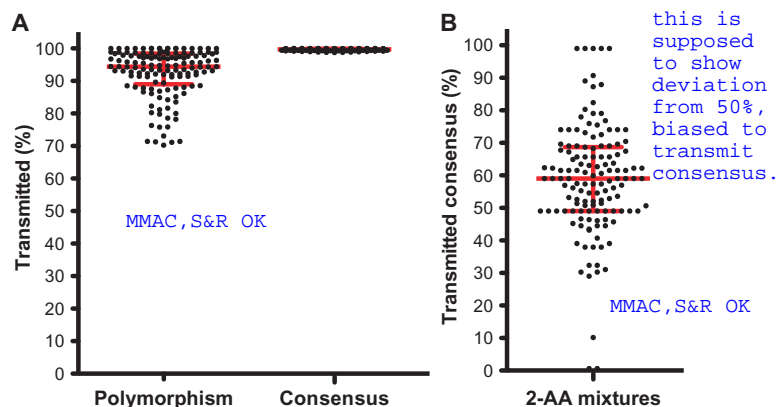 A
Transmitted (%)
100
90
80
70
60
50
40
30
20
10
0
MMAC,S&R OK
Polymorphism
Consensus
B
Transmitted consensus (%)
100
90
80
70
60
50
40
30
20
10
0
this is
supposed
to show
deviation
from 50%,
biased to
transmit
consensus.
MMAC,S&R OK
2-AA mixtures